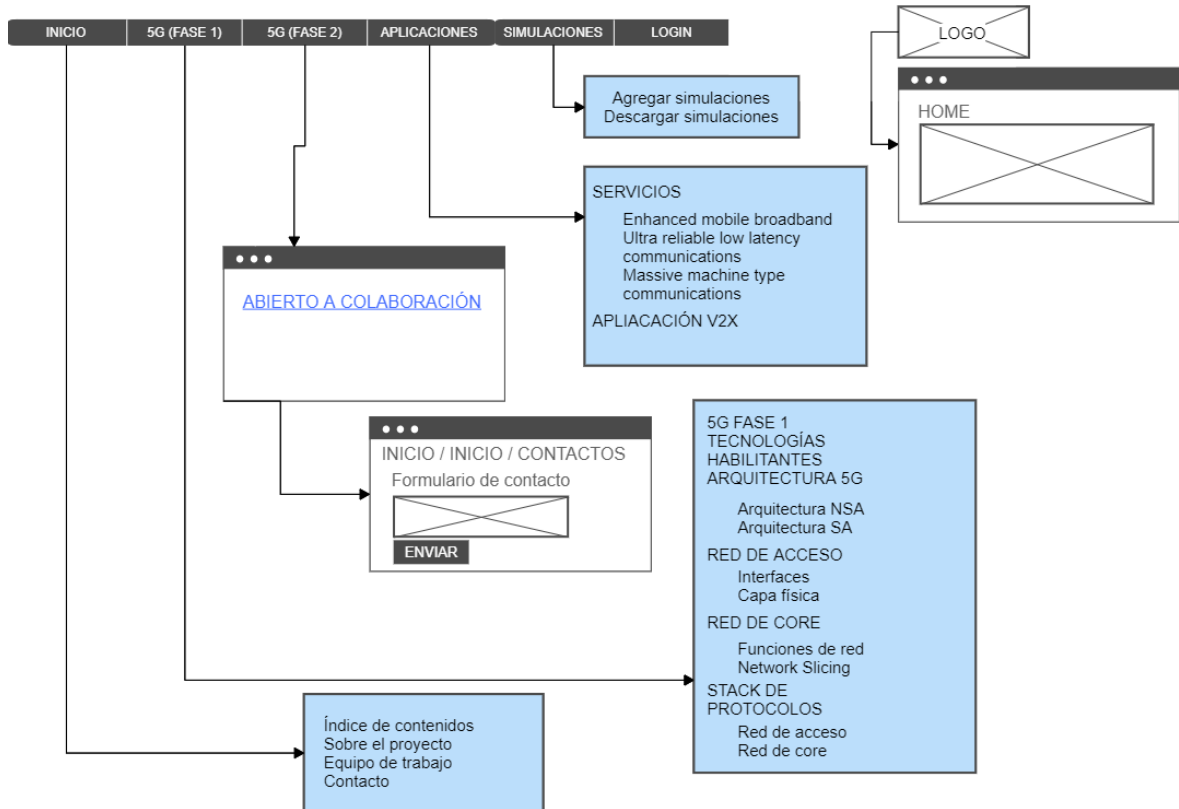 INICIO
5G (FASE 1)
5G (FASE 2)
APLICACIONES
SIMULACIONES
LOGIN
LOGO
HOME
Agregar simulaciones
Descargar simulaciones
SERVICIOS
Enhanced mobile broadband
Ultra reliable low latency
communications
Massive machine type
communications
APLIACACIÓN V2X
ABIERTO A COLABORACIÓN
INICIO / INICIO / CONTACTOS
Formulario de contacto
ENVIAR
5G FASE 1
TECNOLOGÍAS
HABILITANTES
ARQUITECTURA 5G
Arquitectura NSA
Arquitectura SA
RED DE ACCESO
Interfaces
Capa física
RED DE CORE
Funciones de red
Network Slicing
STACK DE
PROTOCOLOS
Red de acceso
Red de core
Índice de contenidos
Sobre el proyecto
Equipo de trabajo
Contacto